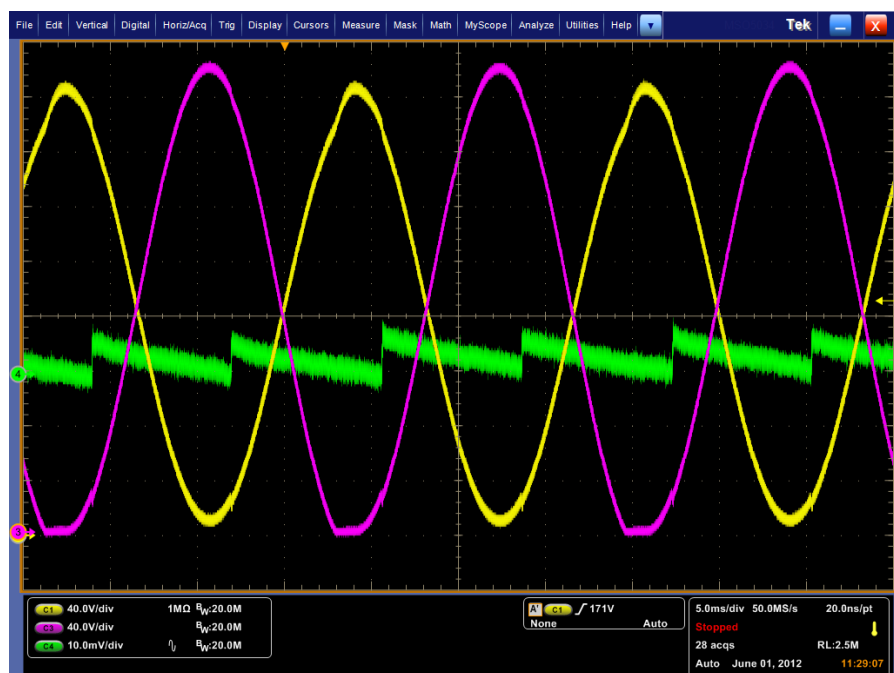 File Edit Vertical Digital Horiz/Acq Trig Display Cursors Measure Mask Math MyScope Analyze Utilities Help Tek X
4
3
C1 40.0V/div 1MΩ BW:20.0M
C3 40.0V/div BW:20.0M
C4 10.0mV/div BW:20.0M
A' C1 171V
None Auto
5.0ms/div 50.0MS/s 20.0ns/pt
Stopped
28 acqs RL:2.5M
Auto June 01, 2012 11:29:07